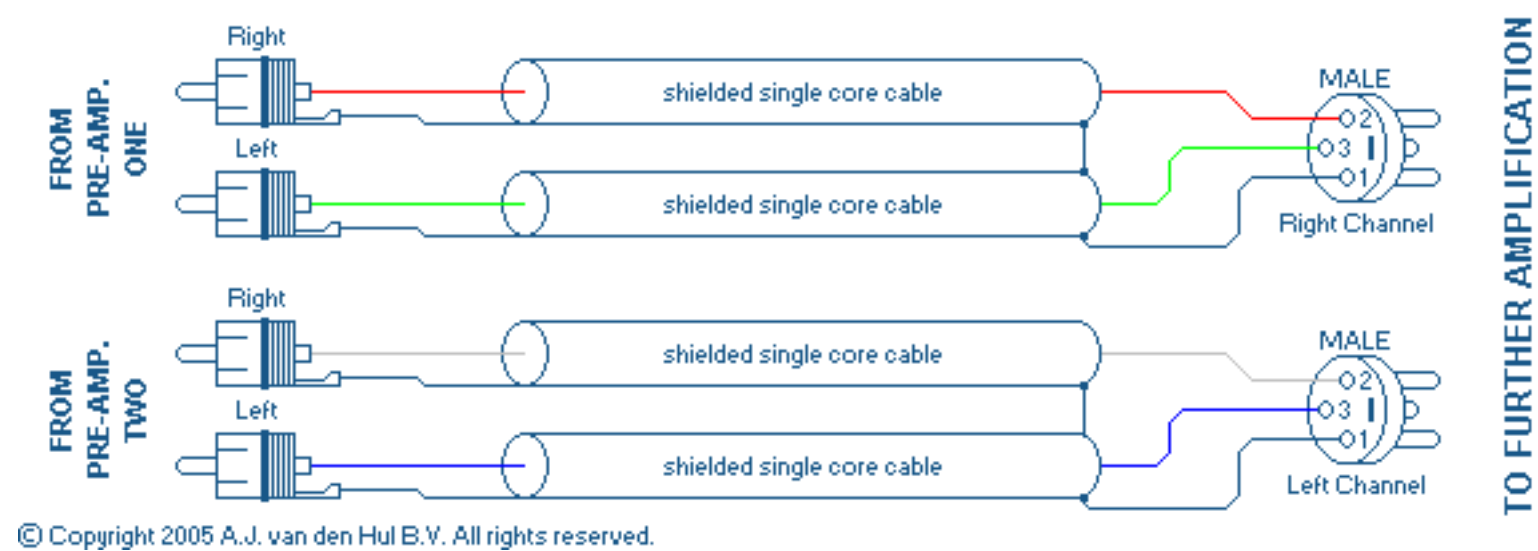 FROM
PRE-AMP.
ONE
Right
shielded single core cable
Left
shielded single core cable
MALE
2
3
1
Right Channel
FROM
PRE-AMP.
TWO
Right
shielded single core cable
Left
shielded single core cable
MALE
2
3
1
Left Channel
TO FURTHER AMPLIFICATION
© Copyright 2005 A.J. van den Hul B.V. All rights reserved.